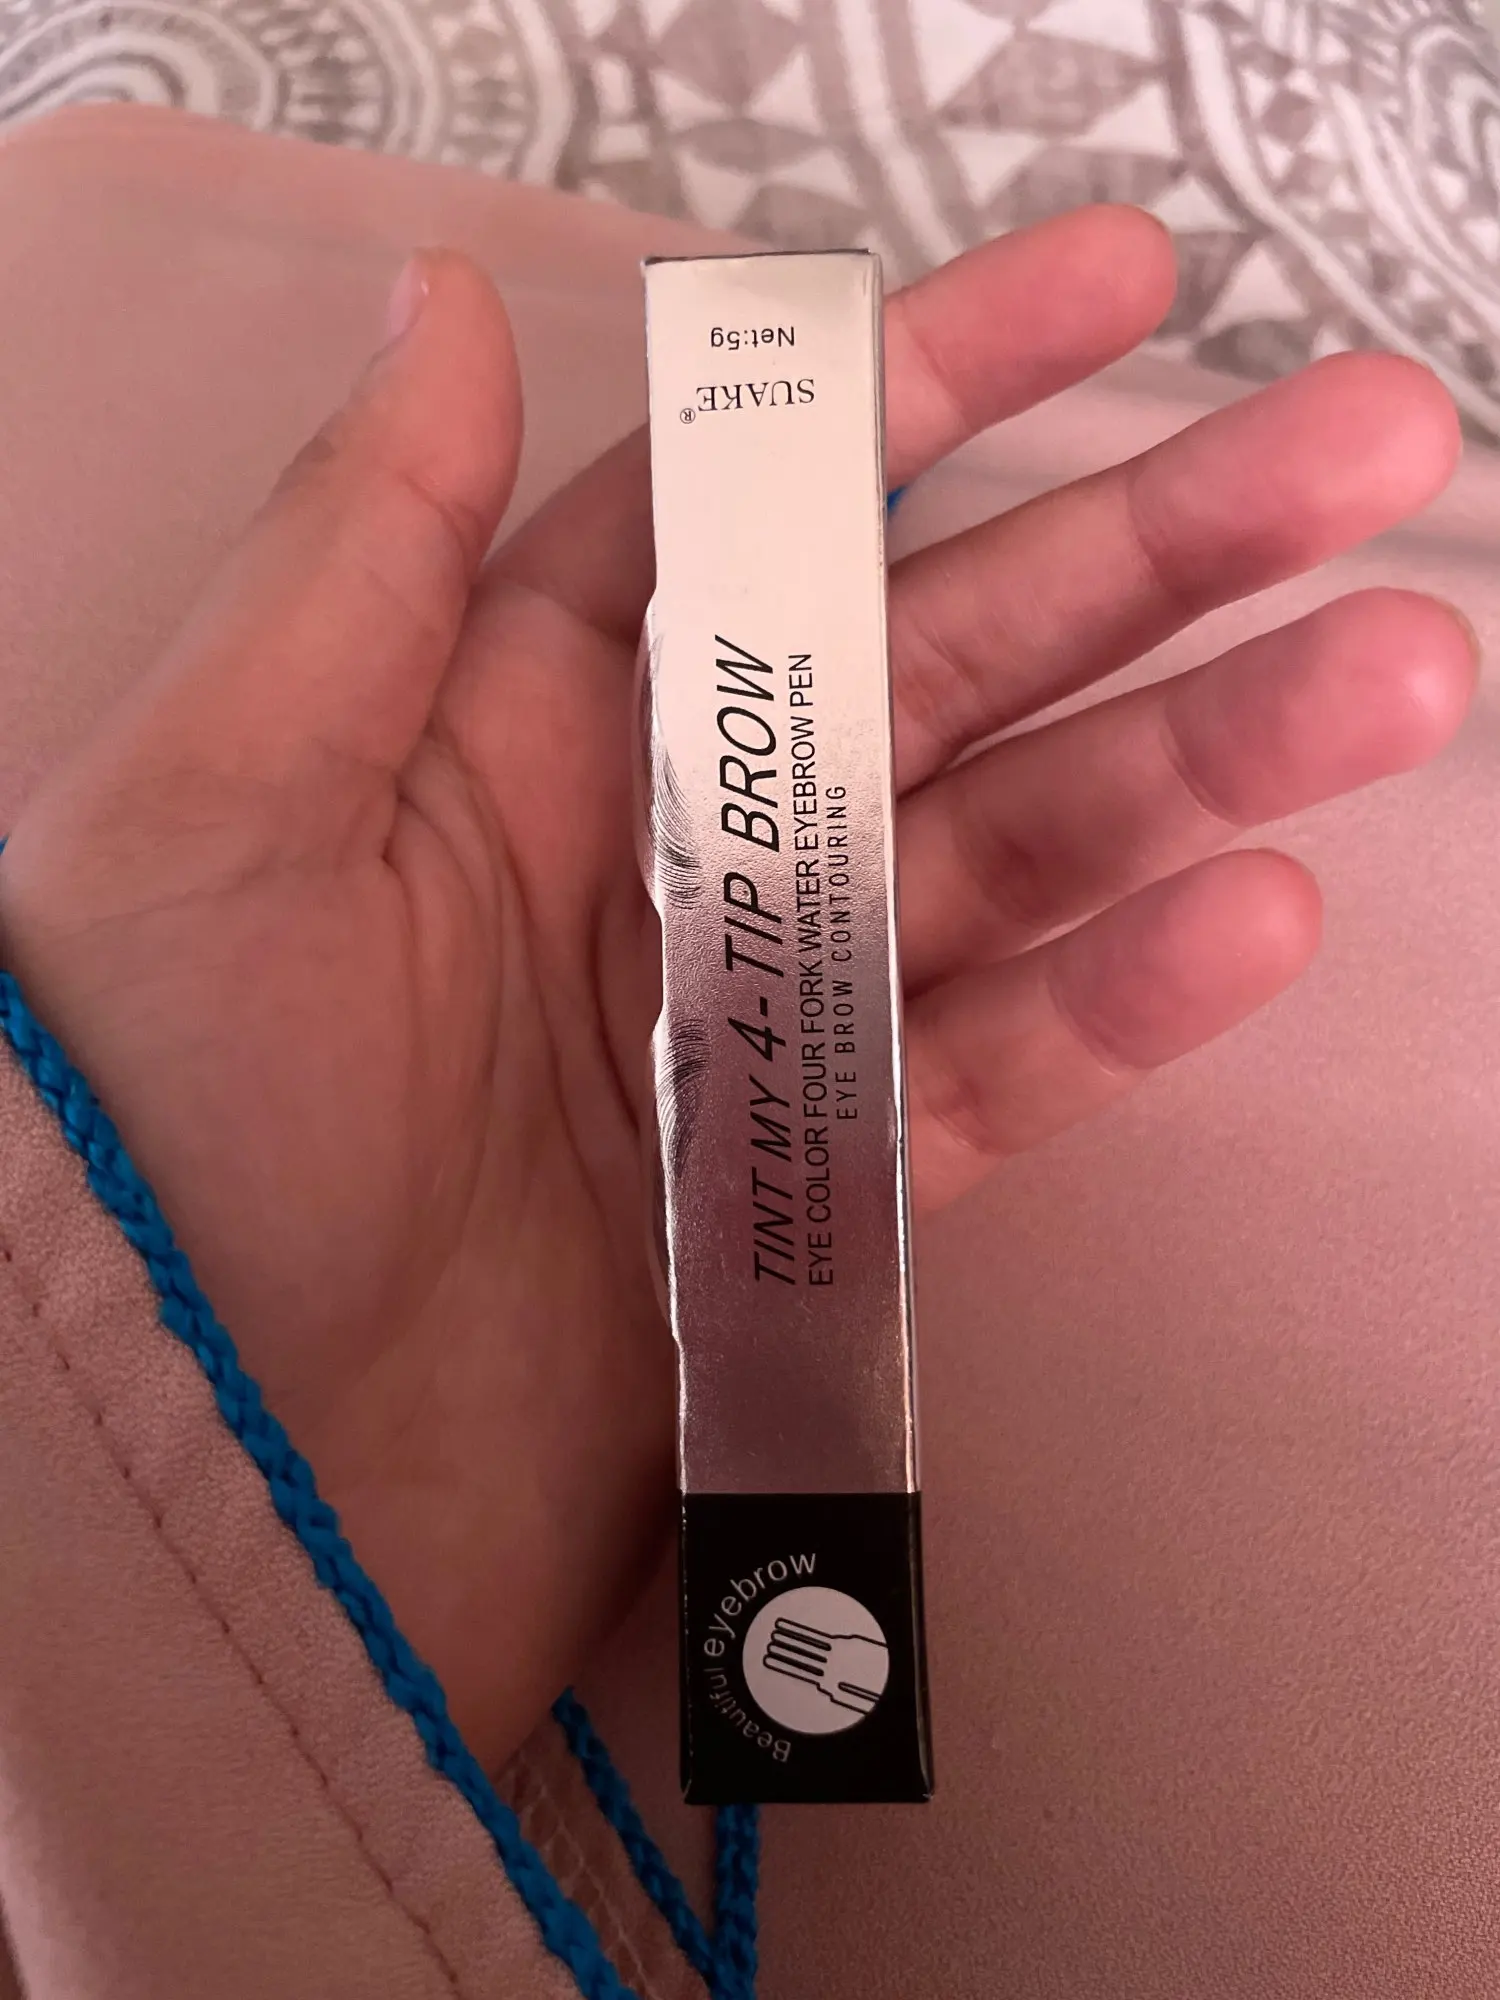 Net:5g
SUAKE®
TINT MY 4-TIP BROW
EYE COLOR FOUR FORK WATER EYEBROW PEN
EYE BROW CONTOURING
Beautiful eyebrow